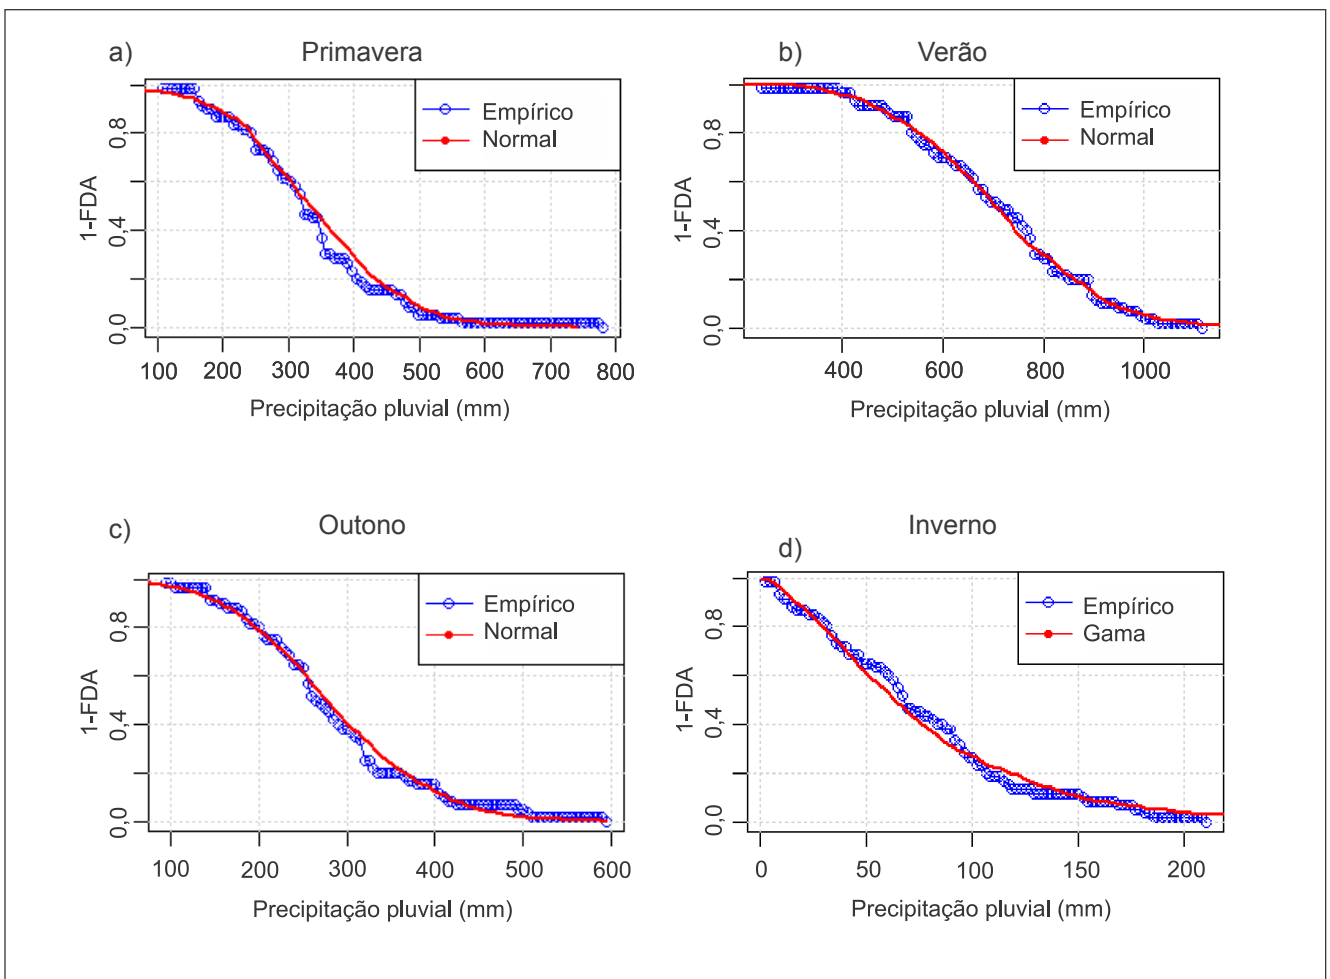 a) Primavera
Empírico
Normal
1-FDA
0,0 0,4 0,8
100 200 300 400 500 600 700 800
Precipitação pluvial (mm)
b) Verão
Empírico
Normal
1-FDA
0,0 0,4 0,8
400 600 800 1000
Precipitação pluvial (mm)
c) Outono
Empírico
Normal
1-FDA
0,0 0,4 0,8
100 200 300 400 500 600
Precipitação pluvial (mm)
d) Inverno
Empírico
Gama
1-FDA
0,0 0,4 0,8
0 50 100 150 200
Precipitação pluvial (mm)